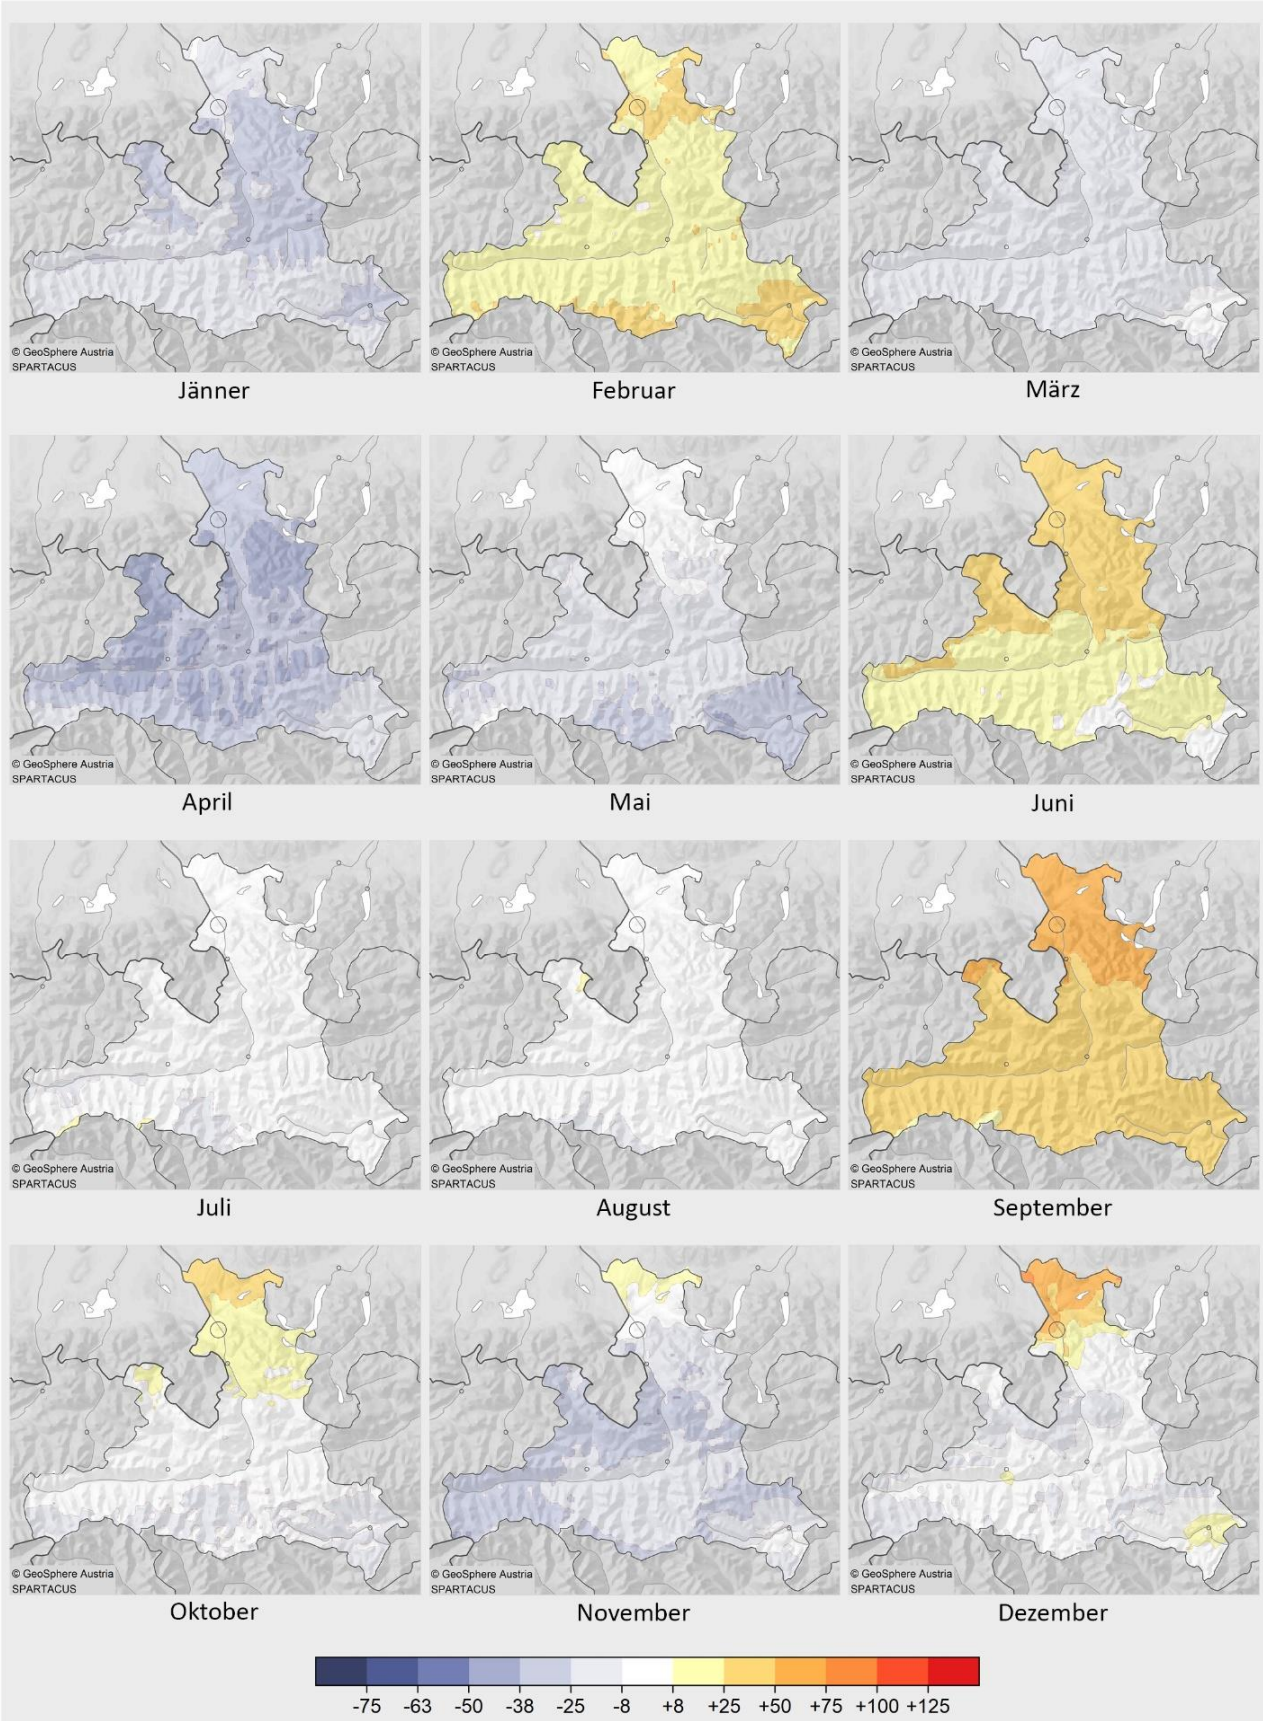 © GeoSphere Austria
SPARTACUS
© GeoSphere Austria
SPARTACUS
© GeoSphere Austria
SPARTACUS
Jänner
Februar
März
© GeoSphere Austria
SPARTACUS
© GeoSphere Austria
SPARTACUS
© GeoSphere Austria
SPARTACUS
April
Mai
Juni
© GeoSphere Austria
SPARTACUS
© GeoSphere Austria
SPARTACUS
© GeoSphere Austria
SPARTACUS
Juli
August
September
© GeoSphere Austria
SPARTACUS
© GeoSphere Austria
SPARTACUS
© GeoSphere Austria
SPARTACUS
Oktober
November
Dezember
-75 -63 -50 -38 -25 -8 +8 +25 +50 +75 +100 +125